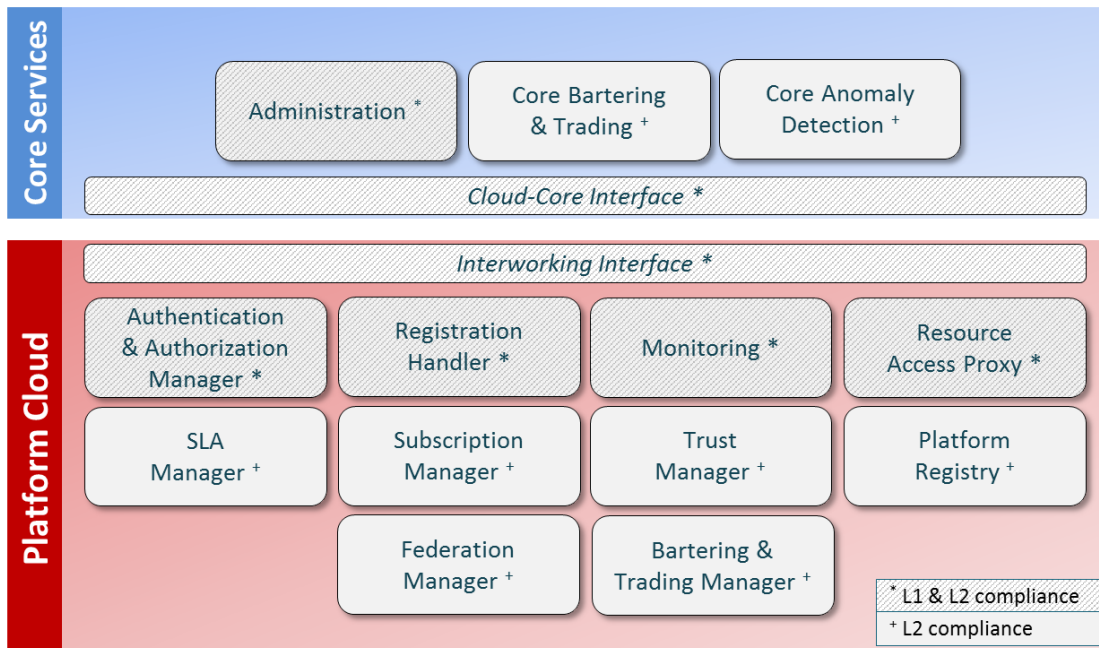 Core Services
Administration *
Core Bartering
& Trading +
Core Anomaly
Detection +
Cloud-Core Interface *
Platform Cloud
Interworking Interface *
Authentication
& Authorization
Manager *
Registration
Handler *
Monitoring *
Resource
Access Proxy *
SLA
Manager +
Subscription
Manager +
Trust
Manager +
Platform
Registry +
Federation
Manager +
Bartering &
Trading Manager +
* L1 & L2 compliance
+ L2 compliance